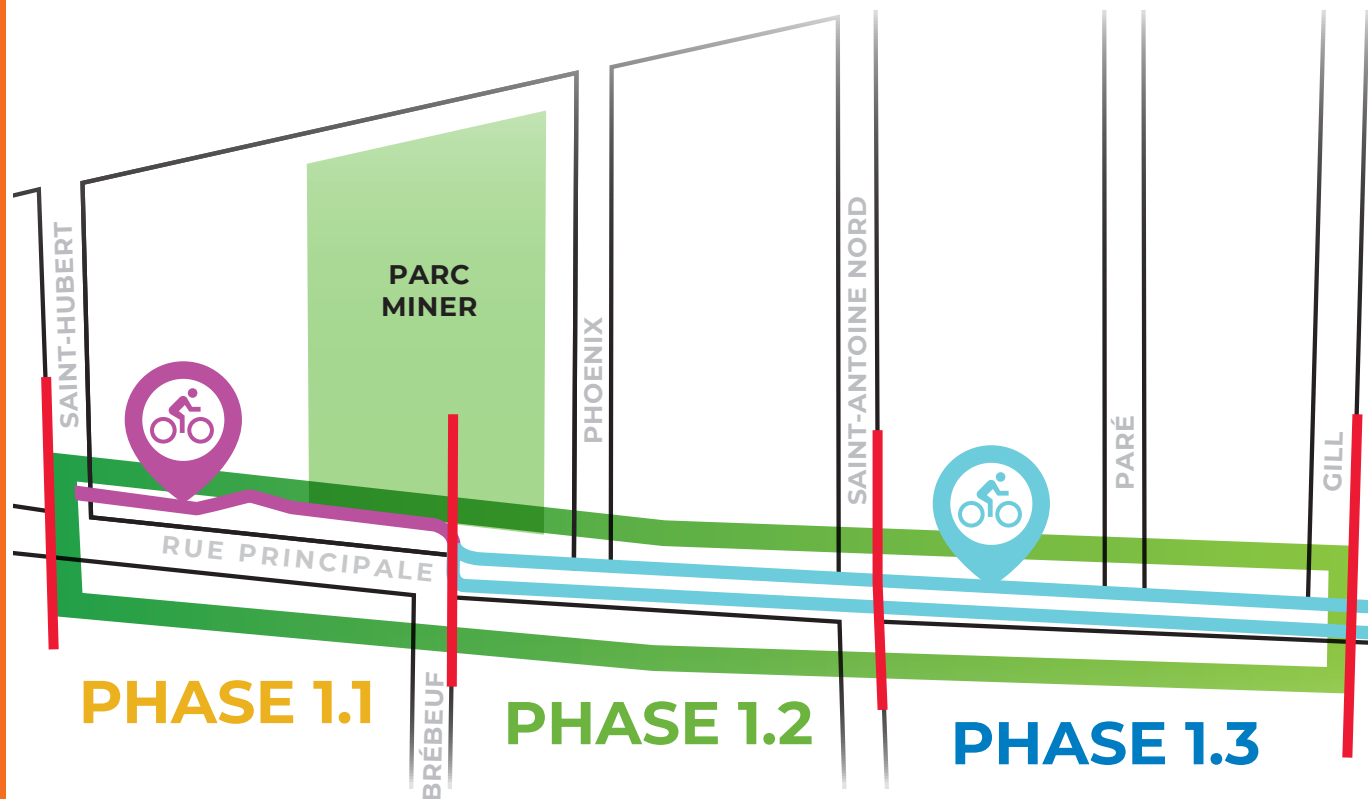 PARC
MINER
SAINT-HUBERT
PHOENIX
SAINT-ANTOINE NORD
PARÉ
GILL
RUE PRINCIPALE
BRÉBEUF
PHASE 1.1
PHASE 1.2
PHASE 1.3